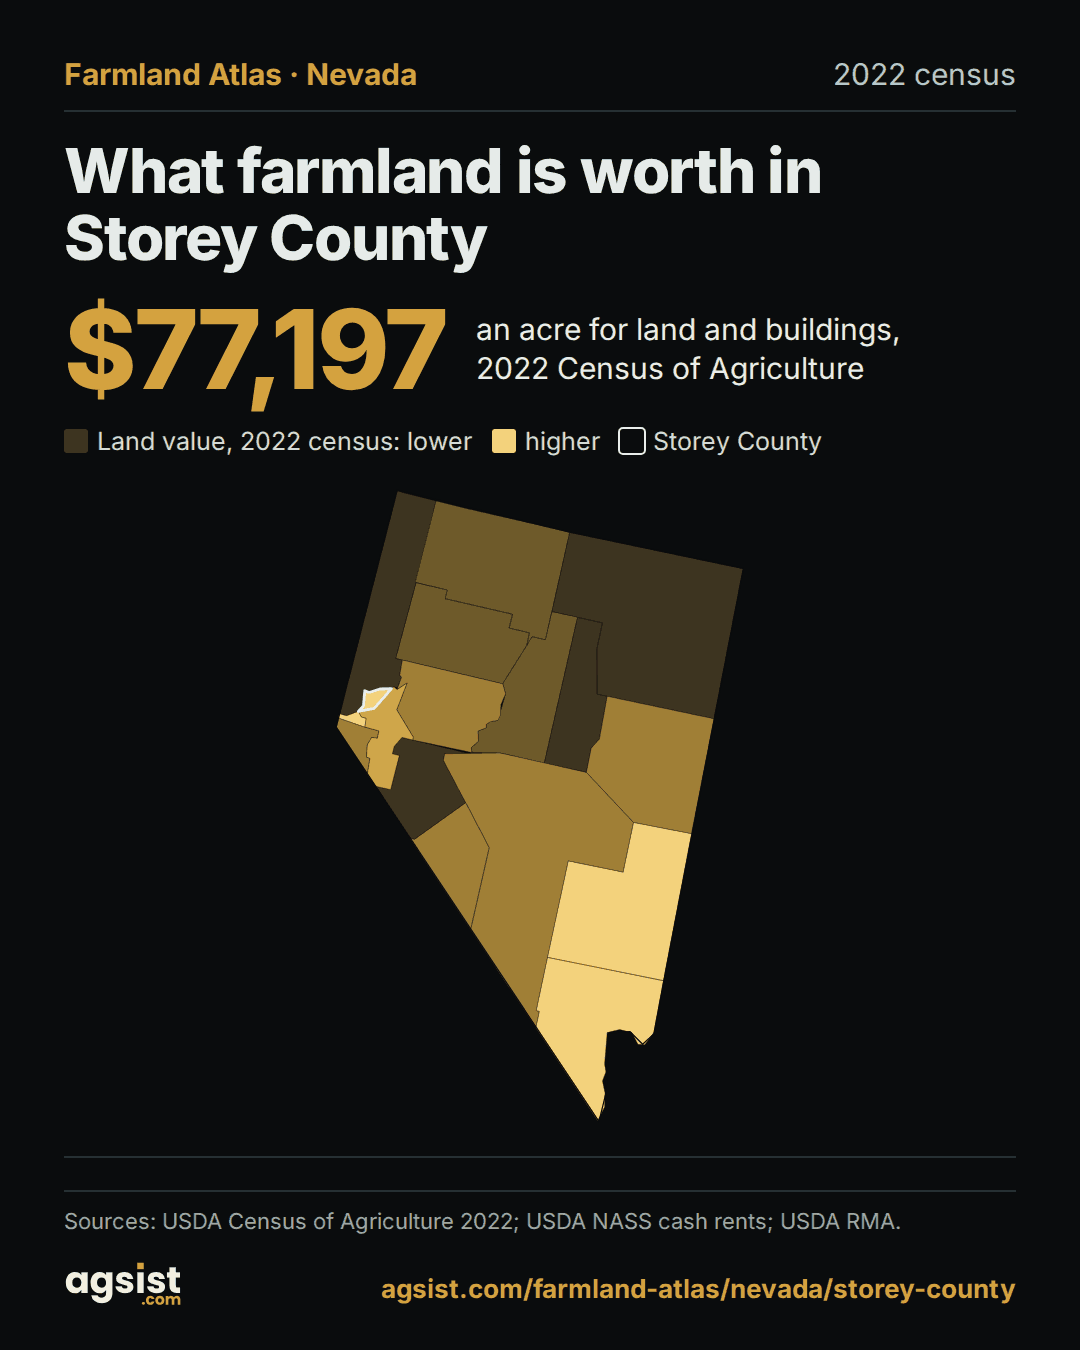 Farmland Atlas · Nevada
2022 census
What farmland is worth in
Storey County
$77,197
an acre for land and buildings,
2022 Census of Agriculture
Land value, 2022 census: lower
higher
Storey County
Sources: USDA Census of Agriculture 2022; USDA NASS cash rents; USDA RMA.
agsist
.com
agsist.com/farmland-atlas/nevada/storey-county